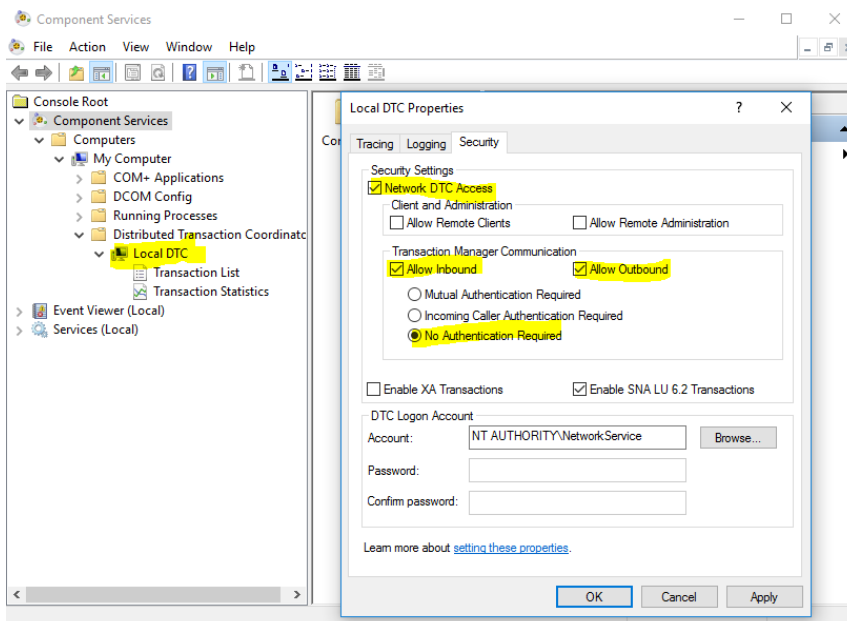 Component Services
File Action View Window Help
Console Root
Component Services
Computers
My Computer
COM+ Applications
DCOM Config
Running Processes
Distributed Transaction Coordinatc
Local DTC
Transaction List
Transaction Statistics
Event Viewer (Local)
Services (Local)
Cor
Local DTC Properties
Tracing Logging Security
Security Settings
Network DTC Access
Client and Administration
Allow Remote Clients Allow Remote Administration
Transaction Manager Communication
Allow Inbound Allow Outbound
Mutual Authentication Required
Incoming Caller Authentication Required
No Authentication Required
Enable XA Transactions Enable SNA LU 6.2 Transactions
DTC Logon Account
Account: NT AUTHORITY\NetworkService Browse...
Password:
Confirm password:
Learn more about setting these properties.
OK Cancel Apply